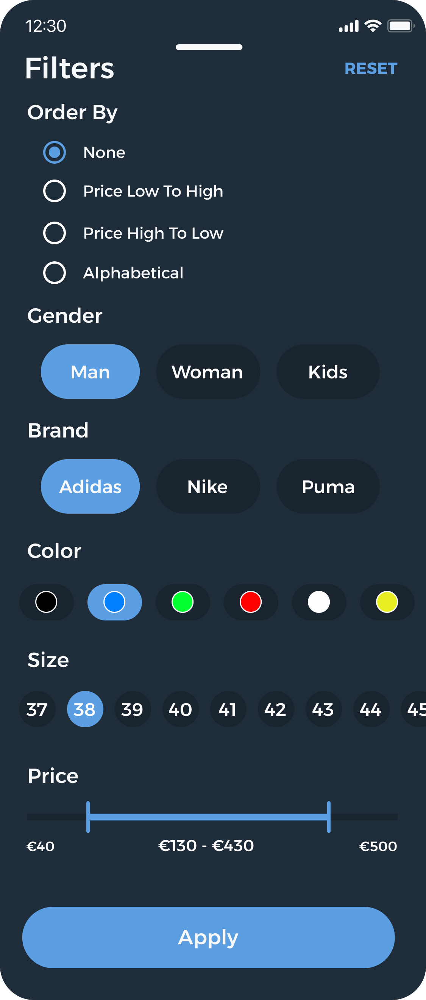 12:30
Filters RESET
Order By
None
Price Low To High
Price High To Low
Alphabetical
Gender
Man Woman Kids
Brand
Adidas Nike Puma
Color
Size
37 38 39 40 41 42 43 44 45
Price
€40 €130 - €430 €500
Apply